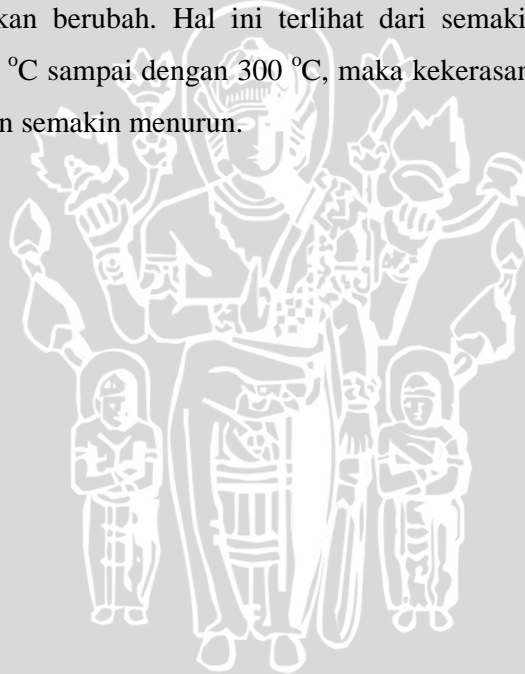 kan berubah. Hal ini terlihat dari semaki
°C sampai dengan 300 °C, maka kekerasan
n semakin menurun.